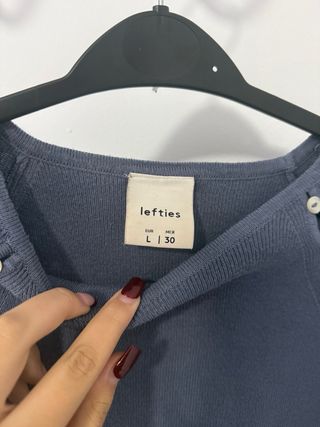 lefties
EUR MEX
L | 30